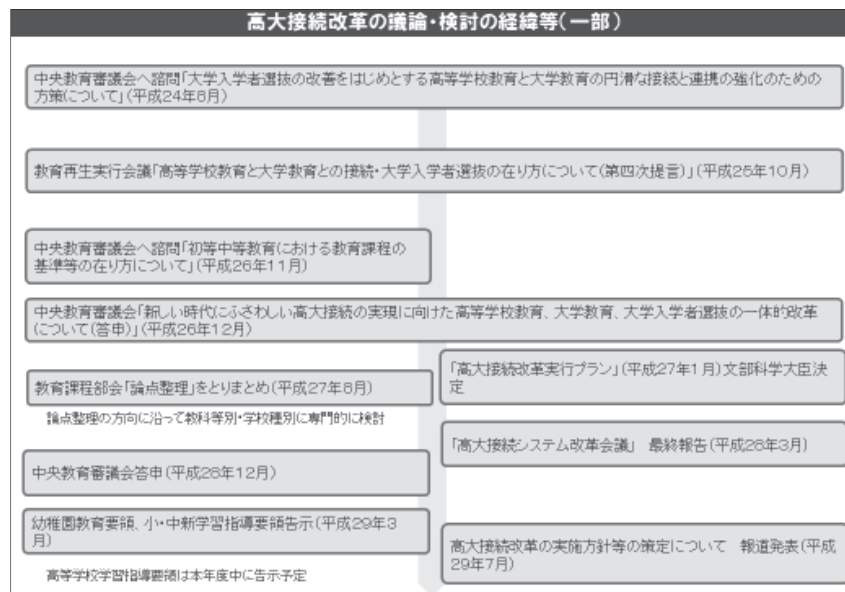 高大接続改革の議論・検討の経緯等(一部)
中央教育審議会へ諮問「大学入学者選抜の改善をはじめとする高等学校教育と大学教育の円滑な接続と連携の強化のための
方策について」(平成24年8月)
教育再生実行会議「高等学校教育と大学教育との接続・大学入学者選抜の在り方について(第四次提言)」(平成25年10月)
中央教育審議会へ諮問「初等中等教育における教育課程の
基準等の在り方について」(平成26年11月)
中央教育審議会「新しい時代にふさわしい高大接続の実現に向けた高等学校教育、大学教育、大学入学者選抜の一体的改革
について(答申)」(平成26年12月)
「高大接続改革実行プラン」(平成27年1月)文部科学大臣決
定
教育課程部会「論点整理」をとりまとめ(平成27年8月)
論点整理の方向に沿って教科等別・学校種別に専門的に検討
「高大接続システム改革会議」 最終報告(平成28年3月)
中央教育審議会答申(平成28年12月)
幼稚園教育要領、小・中新学習指導要領告示(平成29年3
月)
高等学校学習指導要領は本年度中に告示予定
高大接続改革の実施方針等の策定について 報道発表(平成
29年7月)